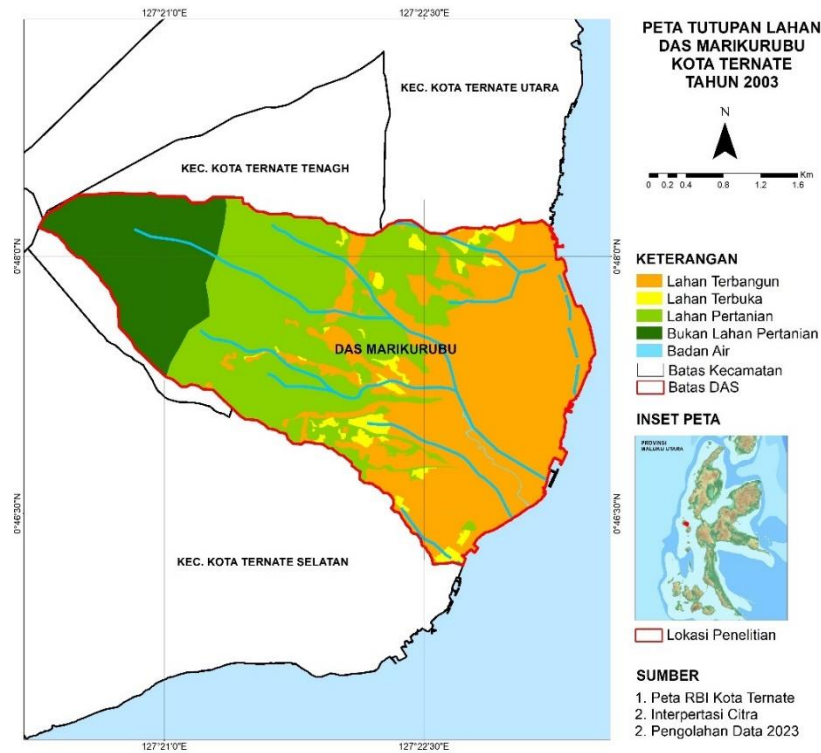 127°21'0"E
127°22'30"E
PETA TUTUPAN LAHAN
DAS MARIKURUBU
KOTA TERNATE
TAHUN 2003
N
Km
0 0.2 0.4 0.8 1.2 1.6
KEC. KOTA TERNATE UTARA
KEC. KOTA TERNATE TENAGH
0°48'0"N
0°48'0"N
DAS MARIKURUBU
KETERANGAN
Lahan Terbangun
Lahan Terbuka
Lahan Pertanian
Bukan Lahan Pertanian
Badan Air
Batas Kecamatan
Batas DAS
INSET PETA
PROVINSI
MALUKU UTARA
0°46'30"N
0°46'30"N
KEC. KOTA TERNATE SELATAN
Lokasi Penelitian
SUMBER
1. Peta RBI Kota Ternate
2. Interpertasi Citra
2. Pengolahan Data 2023
127°21'0"E
127°22'30"E